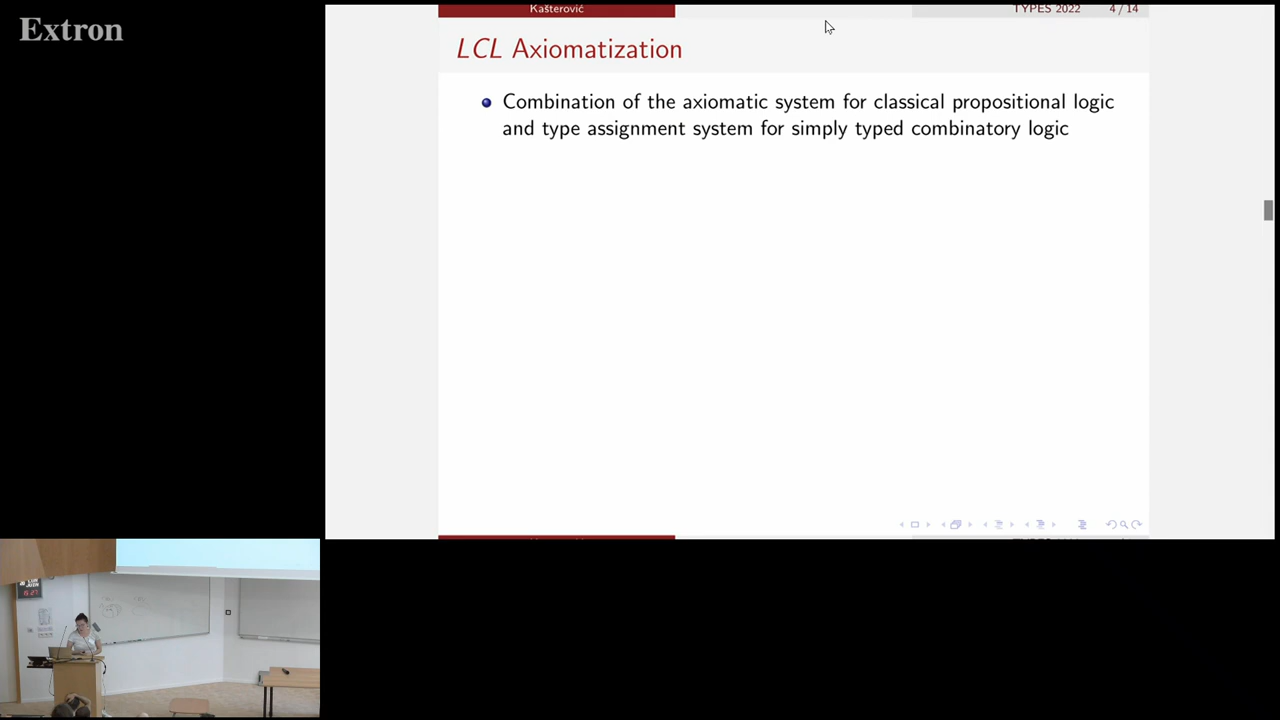 Extron
Kašterović
TYPES 2022 4 / 14
LCL Axiomatization
Combination of the axiomatic system for classical propositional logic
and type assignment system for simply typed combinatory logic